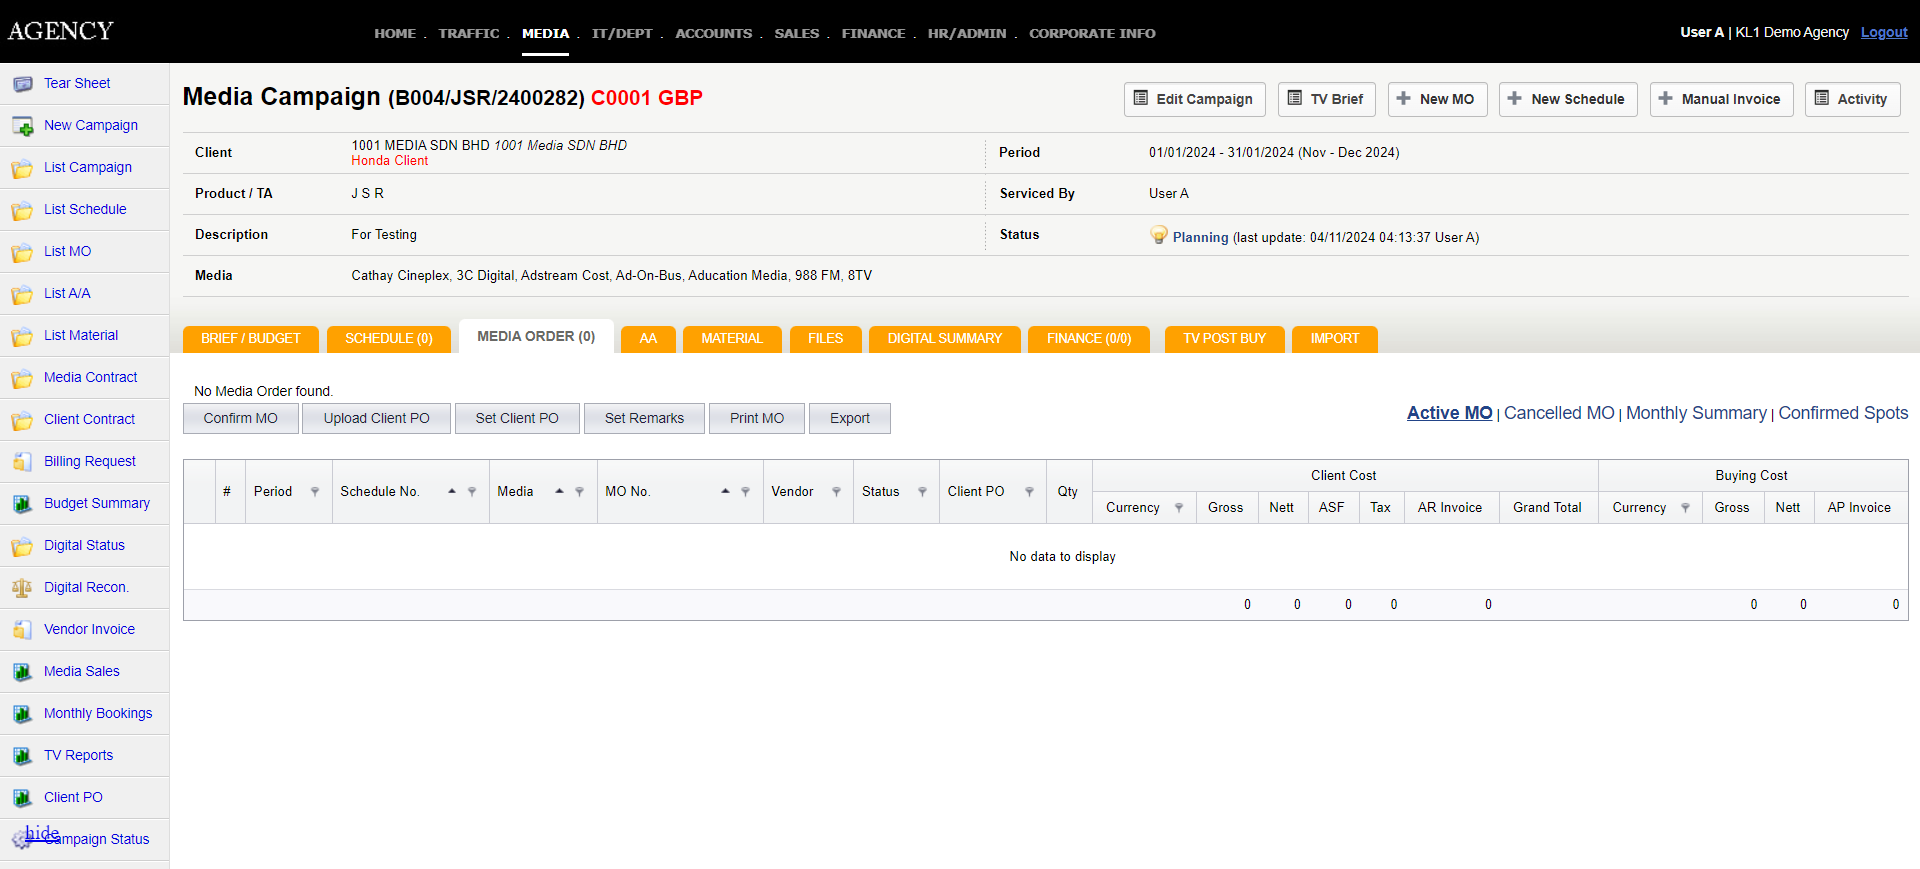 AGENCY
HOME . TRAFFIC . MEDIA . IT/DEPT . ACCOUNTS . SALES . FINANCE . HR/ADMIN . CORPORATE INFO
User A | KL1 Demo Agency Logout
Tear Sheet
New Campaign
List Campaign
List Schedule
List MO
List A/A
List Material
Media Contract
Client Contract
Billing Request
Budget Summary
Digital Status
Digital Recon.
Vendor Invoice
Media Sales
Monthly Bookings
TV Reports
Client PO
hide
Campaign Status
Media Campaign (B004/JSR/2400282) C0001 GBP
Edit Campaign TV Brief New MO New Schedule Manual Invoice Activity
Client 1001 MEDIA SDN BHD 1001 Media SDN BHD
Honda Client
Period 01/01/2024 - 31/01/2024 (Nov - Dec 2024)
Product / TA J S R Serviced By User A
Description For Testing Status Planning (last update: 04/11/2024 04:13:37 User A)
Media Cathay Cineplex, 3C Digital, Adstream Cost, Ad-On-Bus, Aducation Media, 988 FM, 8TV
BRIEF / BUDGET SCHEDULE (0) MEDIA ORDER (0) AA MATERIAL FILES DIGITAL SUMMARY FINANCE (0/0) TV POST BUY IMPORT
No Media Order found.
Confirm MO Upload Client PO Set Client PO Set Remarks Print MO Export
Active MO | Cancelled MO | Monthly Summary | Confirmed Spots
# Period Schedule No. Media MO No. Vendor Status Client PO Qty Client Cost Buying Cost
Currency Gross Nett ASF Tax AR Invoice Grand Total Currency Gross Nett AP Invoice
No data to display
0 0 0 0 0 0 0 0